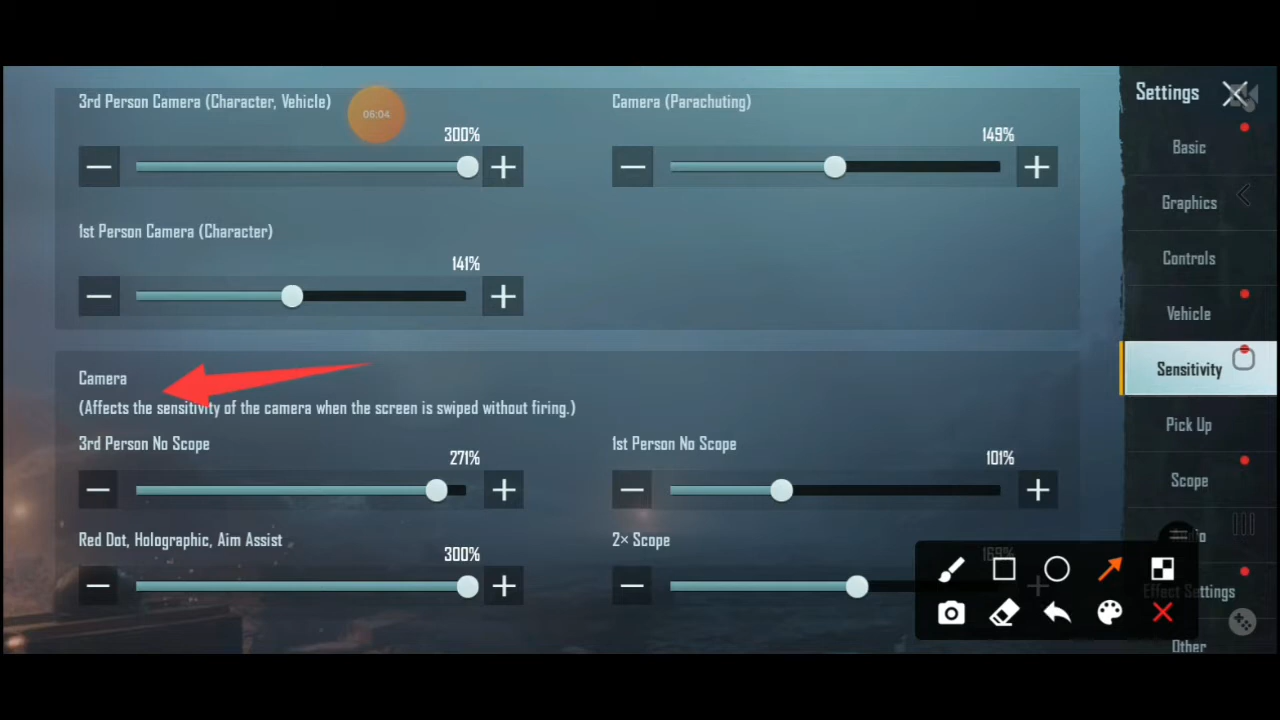 3rd Person Camera (Character, Vehicle)
06:04
300%
Camera (Parachuting)
149%
1st Person Camera (Character)
141%
Camera
(Affects the sensitivity of the camera when the screen is swiped without firing.)
3rd Person No Scope
271%
1st Person No Scope
101%
Red Dot, Holographic, Aim Assist
300%
2× Scope
169%
Settings
Basic
Graphics
Controls
Vehicle
Sensitivity
Pick Up
Scope
Effect Settings
Other